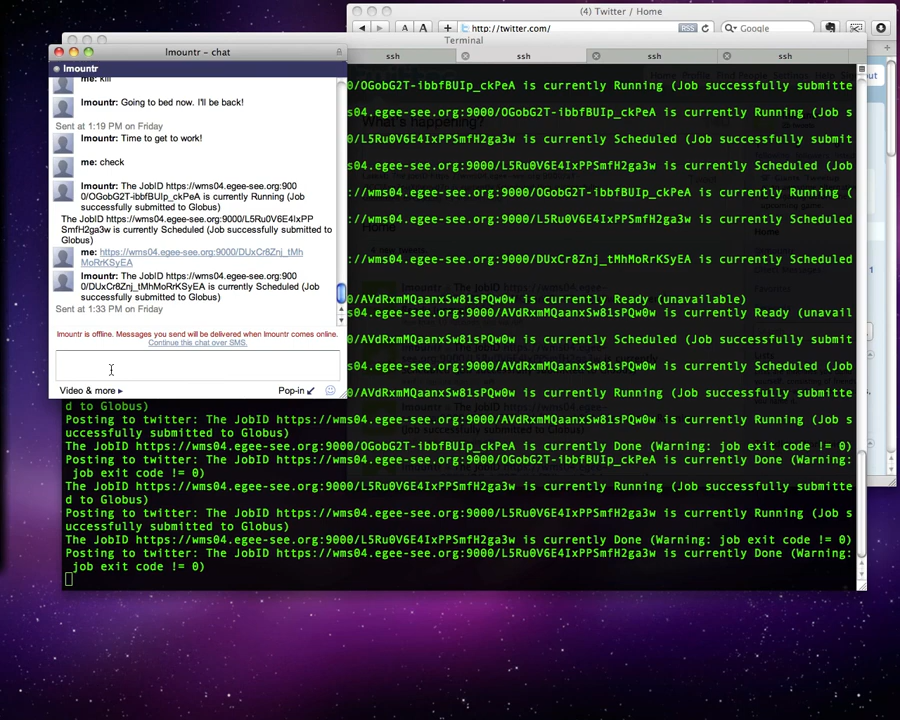 (4) Twitter / Home
A A
http://twitter.com/
RSS
Google
Terminal
ssh
ssh
ssh
ssh
lmountr - chat
lmountr
me: kill
lmountr: Going to bed now. I'll be back!
Sent at 1:19 PM on Friday
lmountr: Time to get to work!
me: check
lmountr: The JobID https://wms04.egee-see.org:900
0/OGobG2T-ibbfBUIp_ckPeA is currently Running (Job
successfully submitted to Globus)
The JobID https://wms04.egee-see.org:9000/L5Ru0V6E4IxPP
SmfH2ga3w is currently Scheduled (Job successfully submitted to
Globus)
me: https://wms04.egee-see.org:9000/DUxCr8Znj_tMh
MoRrKSyEA
lmountr: The JobID https://wms04.egee-see.org:900
0/DUxCr8Znj_tMhMoRrKSyEA is currently Scheduled (Job
successfully submitted to Globus)
Sent at 1:33 PM on Friday
lmountr is offline. Messages you send will be delivered when lmountr comes online.
Continue this chat over SMS.
Video & more
Pop-in
0/OGobG2T-ibbfBUIp_ckPeA is currently Running (Job successfully submitte
s04.egee-see.org:9000/OGobG2T-ibbfBUIp_ckPeA is currently Running (Job s
0/L5Ru0V6E4IxPPSmfH2ga3w is currently Scheduled (Job successfully submit
s04.egee-see.org:9000/L5Ru0V6E4IxPPSmfH2ga3w is currently Scheduled (Job
://wms04.egee-see.org:9000/OGobG2T-ibbfBUIp_ckPeA is currently Running (
://wms04.egee-see.org:9000/L5Ru0V6E4IxPPSmfH2ga3w is currently Scheduled
://wms04.egee-see.org:9000/DUxCr8Znj_tMhMoRrKSyEA is currently Scheduled
0/AVdRxmMQaanxSw81sPQw0w is currently Ready (unavailable)
s04.egee-see.org:9000/AVdRxmMQaanxSw81sPQw0w is currently Ready (unavail
0/AVdRxmMQaanxSw81sPQw0w is currently Scheduled (Job successfully submit
s04.egee-see.org:9000/AVdRxmMQaanxSw81sPQw0w is currently Scheduled (Job
0/AVdRxmMQaanxSw81sPQw0w is currently Running (Job successfully submitte
d to Globus)
Posting to twitter: The JobID https://wms04.egee-see.org:9000/AVdRxmMQaanxSw81sPQw0w is currently Running (Job s
uccessfully submitted to Globus)
The JobID https://wms04.egee-see.org:9000/OGobG2T-ibbfBUIp_ckPeA is currently Done (Warning: job exit code != 0)
Posting to twitter: The JobID https://wms04.egee-see.org:9000/OGobG2T-ibbfBUIp_ckPeA is currently Done (Warning:
job exit code != 0)
The JobID https://wms04.egee-see.org:9000/L5Ru0V6E4IxPPSmfH2ga3w is currently Running (Job successfully submitte
d to Globus)
Posting to twitter: The JobID https://wms04.egee-see.org:9000/L5Ru0V6E4IxPPSmfH2ga3w is currently Running (Job s
uccessfully submitted to Globus)
The JobID https://wms04.egee-see.org:9000/L5Ru0V6E4IxPPSmfH2ga3w is currently Done (Warning: job exit code != 0)
Posting to twitter: The JobID https://wms04.egee-see.org:9000/L5Ru0V6E4IxPPSmfH2ga3w is currently Done (Warning:
job exit code != 0)